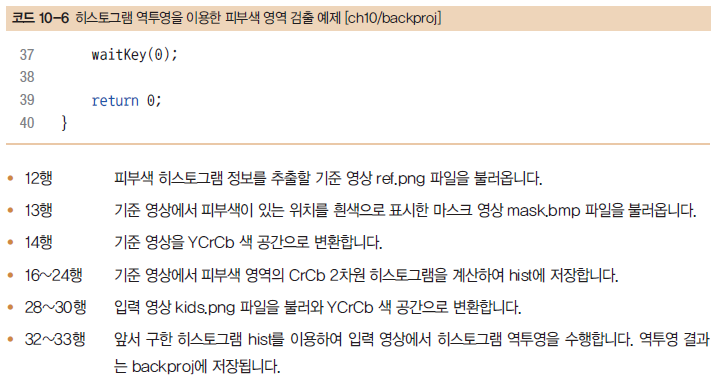 코드 10-6 히스토그램 역투영을 이용한 피부색 영역 검출 예제 [ch10/backproj]
37 waitKey(0);
38
39 return 0;
40 }
• 12행 피부색 히스토그램 정보를 추출할 기준 영상 ref.png 파일을 불러옵니다.
• 13행 기준 영상에서 피부색이 있는 위치를 흰색으로 표시한 마스크 영상 mask.bmp 파일을 불러옵니다.
• 14행 기준 영상을 YCrCb 색 공간으로 변환합니다.
• 16~24행 기준 영상에서 피부색 영역의 CrCb 2차원 히스토그램을 계산하여 hist에 저장합니다.
• 28~30행 입력 영상 kids.png 파일을 불러와 YCrCb 색 공간으로 변환합니다.
• 32~33행 앞서 구한 히스토그램 hist를 이용하여 입력 영상에서 히스토그램 역투영을 수행합니다. 역투영 결과
는 backproj에 저장됩니다.